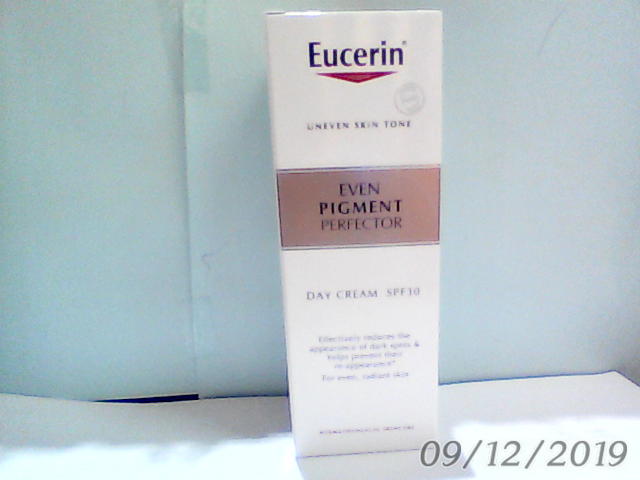 Eucerin®
UNEVEN SKIN TONE
EVEN
PIGMENT
PERFECTOR
DAY CREAM SPF30
Effectively reduces the
appearance of dark spots &
helps prevent their
re-appearance*
For even, radiant skin
09/12/2019